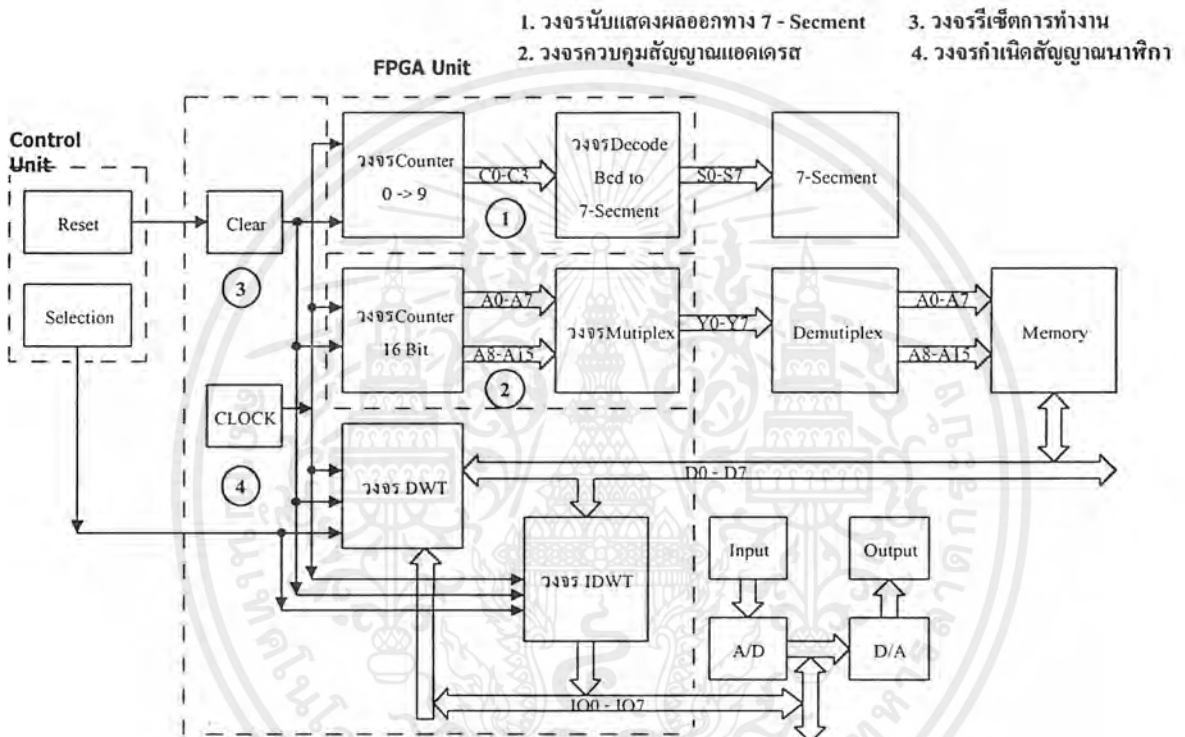 1. วงจรนับแสดงผลออกทาง 7 - Secment
3. วงจรรีเซ็ตการทำงาน
2. วงจรควบคุมสัญญาณแอดเดรส
4. วงจรกำเนิดสัญญาณนาฬิกา
FPGA Unit
Control
Unit
Reset
Selection
Clear
3
CLOCK
4
วงจรCounter
0 -> 9
C0-C3
1
วงจรDecode
Bcd to
7-Secment
S0-S7
7-Secment
วงจรCounter
16 Bit
A0-A7
A8-A15
2
วงจรMutiplex
Y0-Y7
Demutiplex
A0-A7
A8-A15
Memory
วงจร DWT
D0 - D7
วงจร IDWT
Input
Output
A/D
D/A
IO0 - IO7